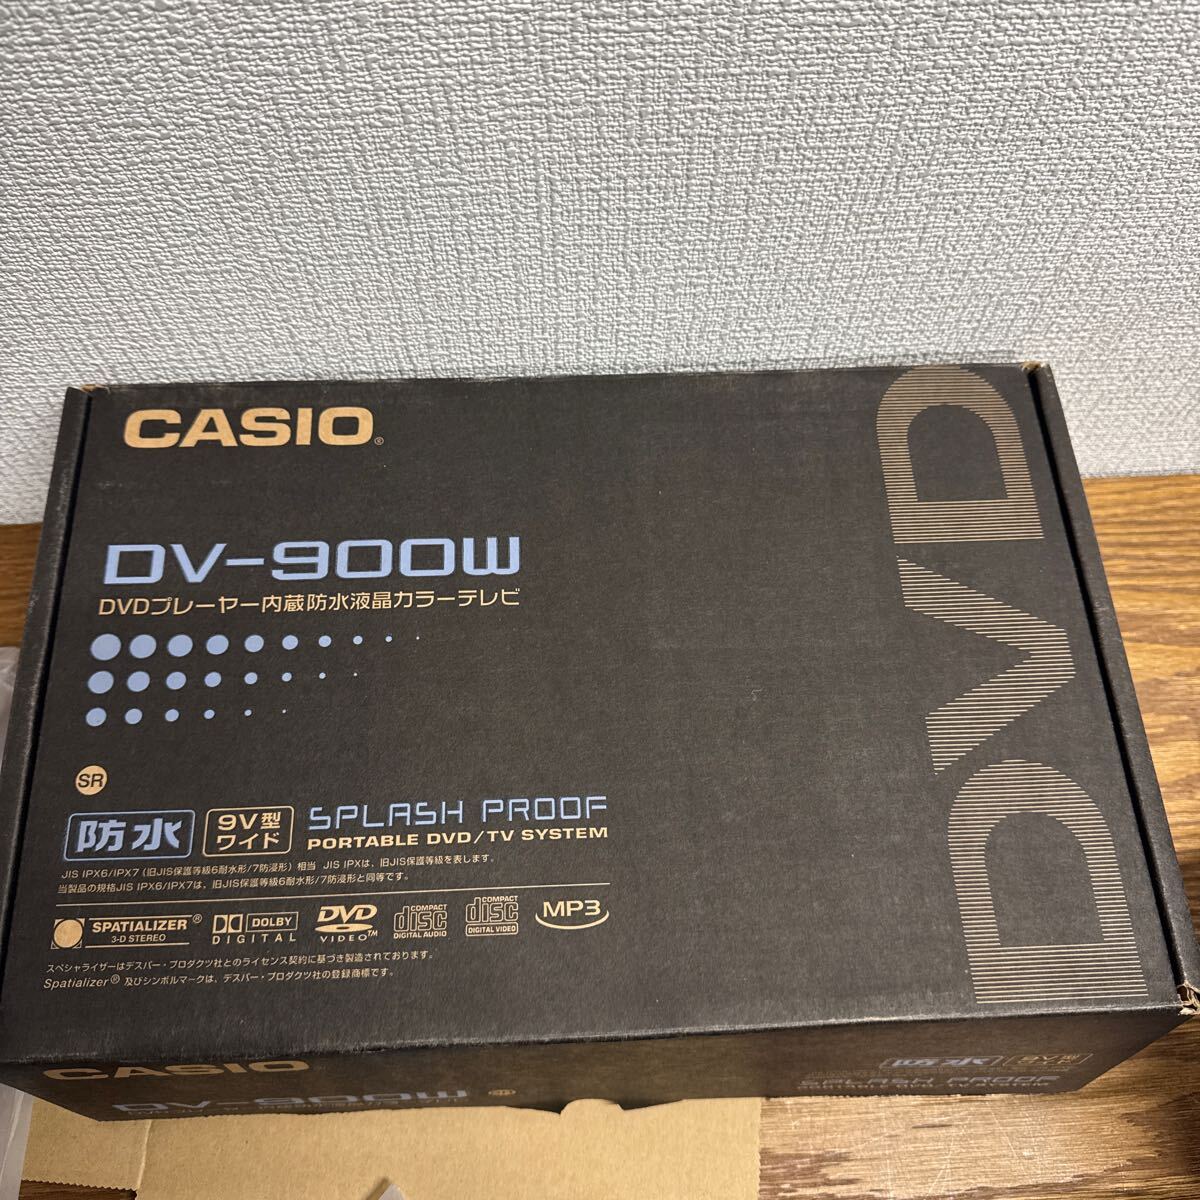 CASIO®
DVD
DV-900W
DVDプレーヤー内蔵防水液晶カラーテレビ
SR
防水
9V型
ワイド
SPLASH PROOF
PORTABLE DVD/TV SYSTEM
JIS IPX6/IPX7 (旧JIS保護等級6耐水形/7防浸形) 相当 JIS IPXは、旧JIS保護等級を表します。
当製品の規格JIS IPX6/IPX7は、旧JIS保護等級6耐水形/7防浸形と同等です。
SPATIALIZER®
3-D STEREO
DOLBY
DIGITAL
DVD
VIDEO™
COMPACT
disc
DIGITAL AUDIO
COMPACT
disc
DIGITAL VIDEO
MP3
スペシャライザーはデスパー・プロダクツ社とのライセンス契約に基づき製造されております。
Spatializer® 及びシンボルマークは、デスパー・プロダクツ社の登録商標です。
CASIO
DV-900W
SR
防水
9V型
SPLASH PROOF